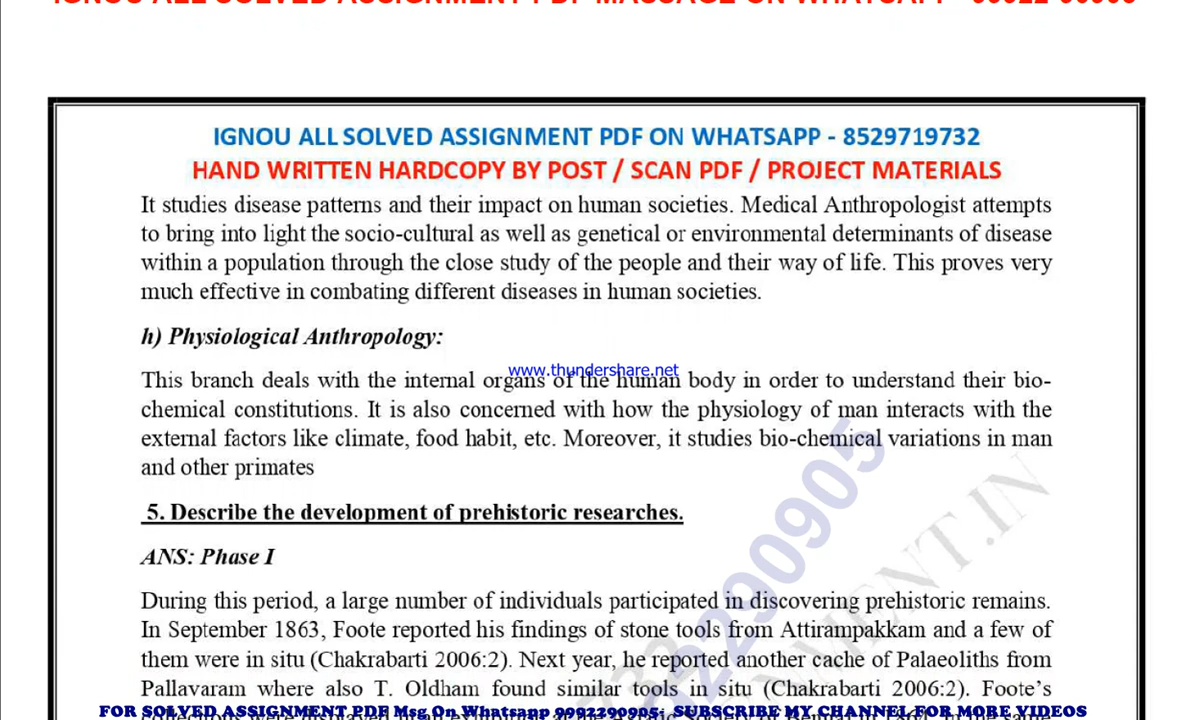 IGNOU ALL SOLVED ASSIGNMENT PDF ON WHATSAPP - 8529719732
HAND WRITTEN HARDCOPY BY POST / SCAN PDF / PROJECT MATERIALS
It studies disease patterns and their impact on human societies. Medical Anthropologist attempts
to bring into light the socio-cultural as well as genetical or environmental determinants of disease
within a population through the close study of the people and their way of life. This proves very
much effective in combating different diseases in human societies.
h) Physiological Anthropology:
www.thundershare.net
This branch deals with the internal organs of the human body in order to understand their bio-
chemical constitutions. It is also concerned with how the physiology of man interacts with the
external factors like climate, food habit, etc. Moreover, it studies bio-chemical variations in man
and other primates
5. Describe the development of prehistoric researches.
ANS: Phase I
During this period, a large number of individuals participated in discovering prehistoric remains.
In September 1863, Foote reported his findings of stone tools from Attirampakkam and a few of
them were in situ (Chakrabarti 2006:2). Next year, he reported another cache of Palaeoliths from
Pallavaram where also T. Oldham found similar tools in situ (Chakrabarti 2006:2). Foote's
FOR SOLVED ASSIGNMENT PDF Msg On Whatsapp 9992290905; SUBSCRIBE MY CHANNEL FOR MORE VIDEOS